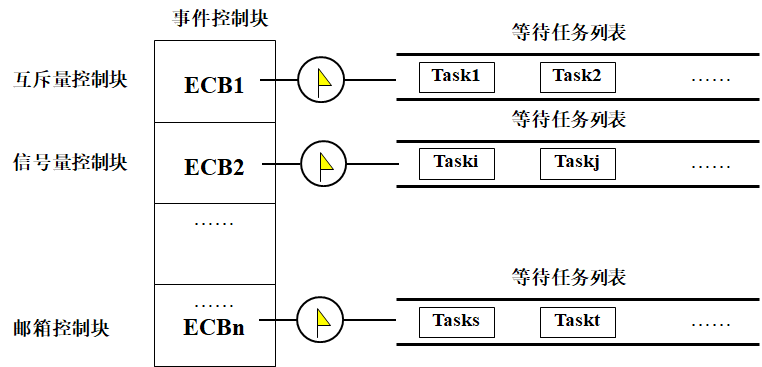 事件控制块
等待任务列表
互斥量控制块
ECB1
Task1
Task2
……
等待任务列表
信号量控制块
ECB2
Taski
Taskj
……
……
等待任务列表
……
邮箱控制块
ECBn
Tasks
Taskt
……